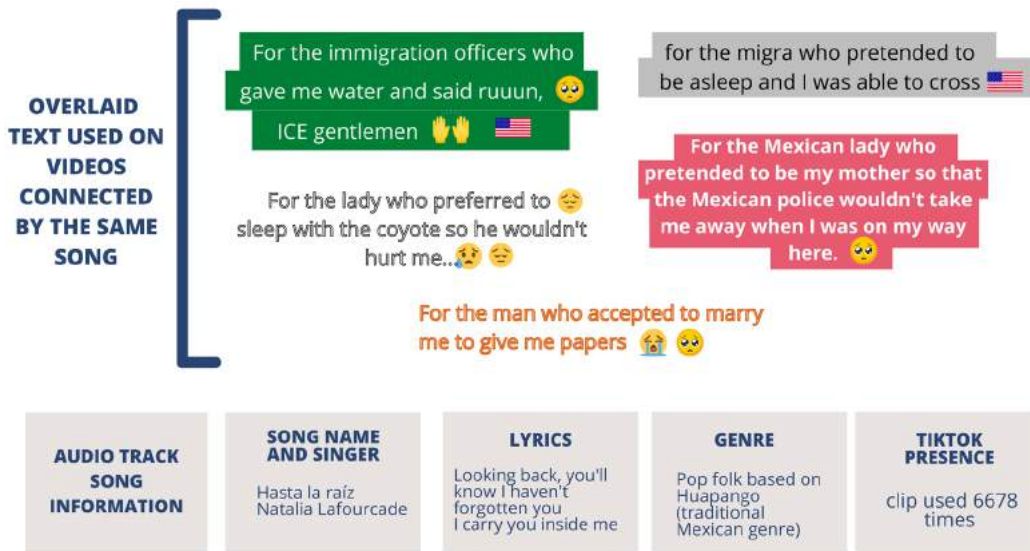 OVERLAID
TEXT USED ON
VIDEOS
CONNECTED
BY THE SAME
SONG
For the immigration officers who
gave me water and said ruuun, 🥺
ICE gentlemen 🙌 🇺🇸
for the migra who pretended to
be asleep and I was able to cross 🇺🇸
For the lady who preferred to 😔
sleep with the coyote so he wouldn't
hurt me...😢 😔
For the Mexican lady who
pretended to be my mother so that
the Mexican police wouldn't take
me away when I was on my way
here. 🥺
For the man who accepted to marry
me to give me papers 😭 🥺
AUDIO TRACK
SONG
INFORMATION
SONG NAME
AND SINGER
Hasta la raíz
Natalia Lafourcade
LYRICS
Looking back, you'll
know I haven't
forgotten you
I carry you inside me
GENRE
Pop folk based on
Huapango
(traditional
Mexican genre)
TIKTOK
PRESENCE
clip used 6678
times